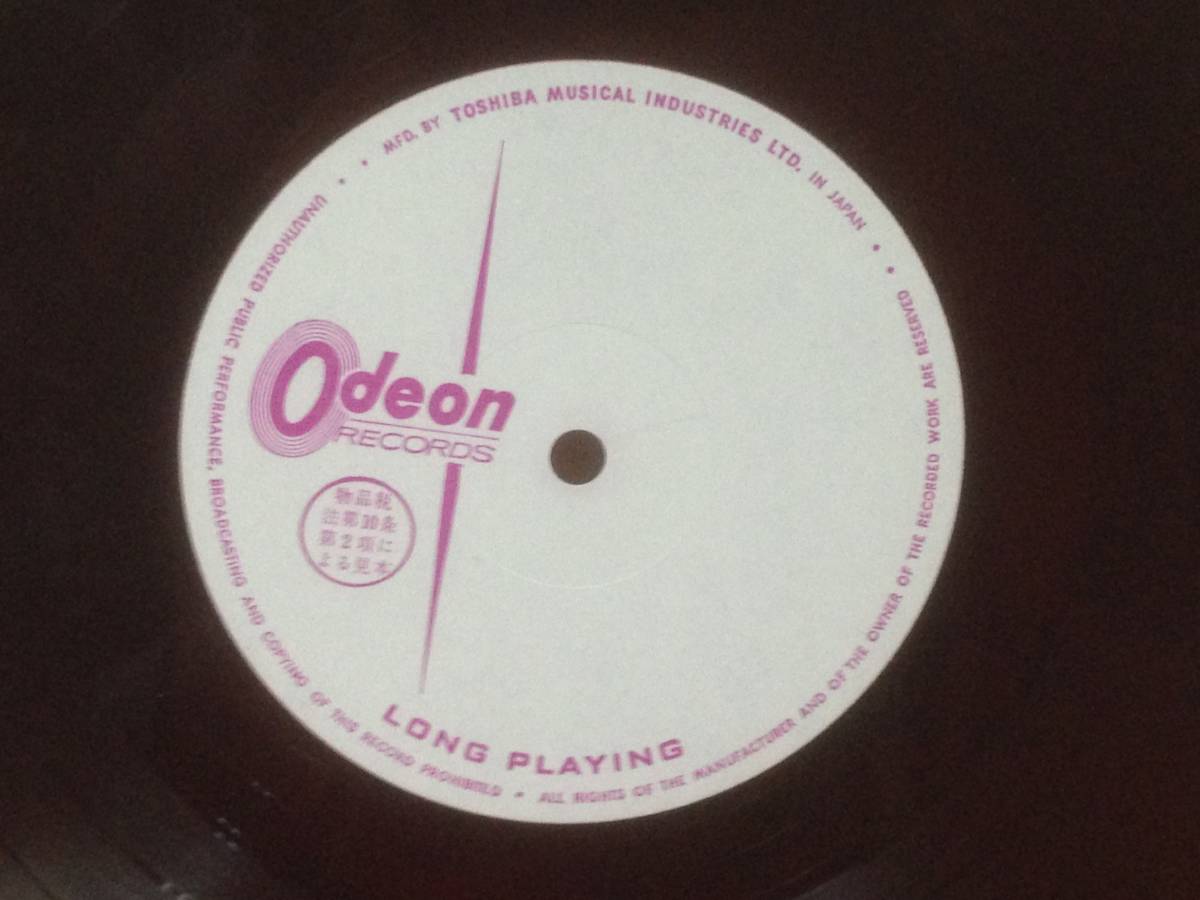 MFD. BY TOSHIBA MUSICAL INDUSTRIES LTD. IN JAPAN
Odeon
RECORDS
物品税
法第10条
第2項に
よる見本
LONG PLAYING
UNAUTHORIZED PUBLIC PERFORMANCE, BROADCASTING AND COPYING OF THIS RECORD PROHIBITED • ALL RIGHTS OF THE MANUFACTURER AND OF THE OWNER OF THE RECORDED WORK ARE RESERVED